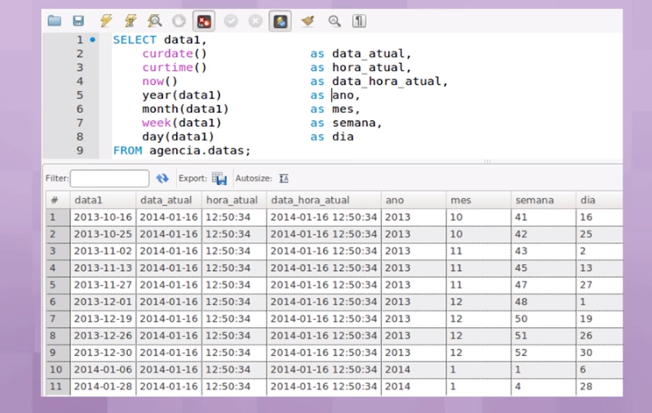 1 SELECT data1,
2 curdate() as data_atual,
3 curtime() as hora_atual,
4 now() as data_hora_atual,
5 year(data1) as ano,
6 month(data1) as mes,
7 week(data1) as semana,
8 day(data1) as dia
9 FROM agencia.datas;
Filter: Export: Autosize:
# data1 data_atual hora_atual data_hora_atual ano mes semana dia
1 2013-10-16 2014-01-16 12:50:34 2014-01-16 12:50:34 2013 10 41 16
2 2013-10-25 2014-01-16 12:50:34 2014-01-16 12:50:34 2013 10 42 25
3 2013-11-02 2014-01-16 12:50:34 2014-01-16 12:50:34 2013 11 43 2
4 2013-11-13 2014-01-16 12:50:34 2014-01-16 12:50:34 2013 11 45 13
5 2013-11-27 2014-01-16 12:50:34 2014-01-16 12:50:34 2013 11 47 27
6 2013-12-01 2014-01-16 12:50:34 2014-01-16 12:50:34 2013 12 48 1
7 2013-12-19 2014-01-16 12:50:34 2014-01-16 12:50:34 2013 12 50 19
8 2013-12-26 2014-01-16 12:50:34 2014-01-16 12:50:34 2013 12 51 26
9 2013-12-30 2014-01-16 12:50:34 2014-01-16 12:50:34 2013 12 52 30
10 2014-01-06 2014-01-16 12:50:34 2014-01-16 12:50:34 2014 1 1 6
11 2014-01-28 2014-01-16 12:50:34 2014-01-16 12:50:34 2014 1 4 28